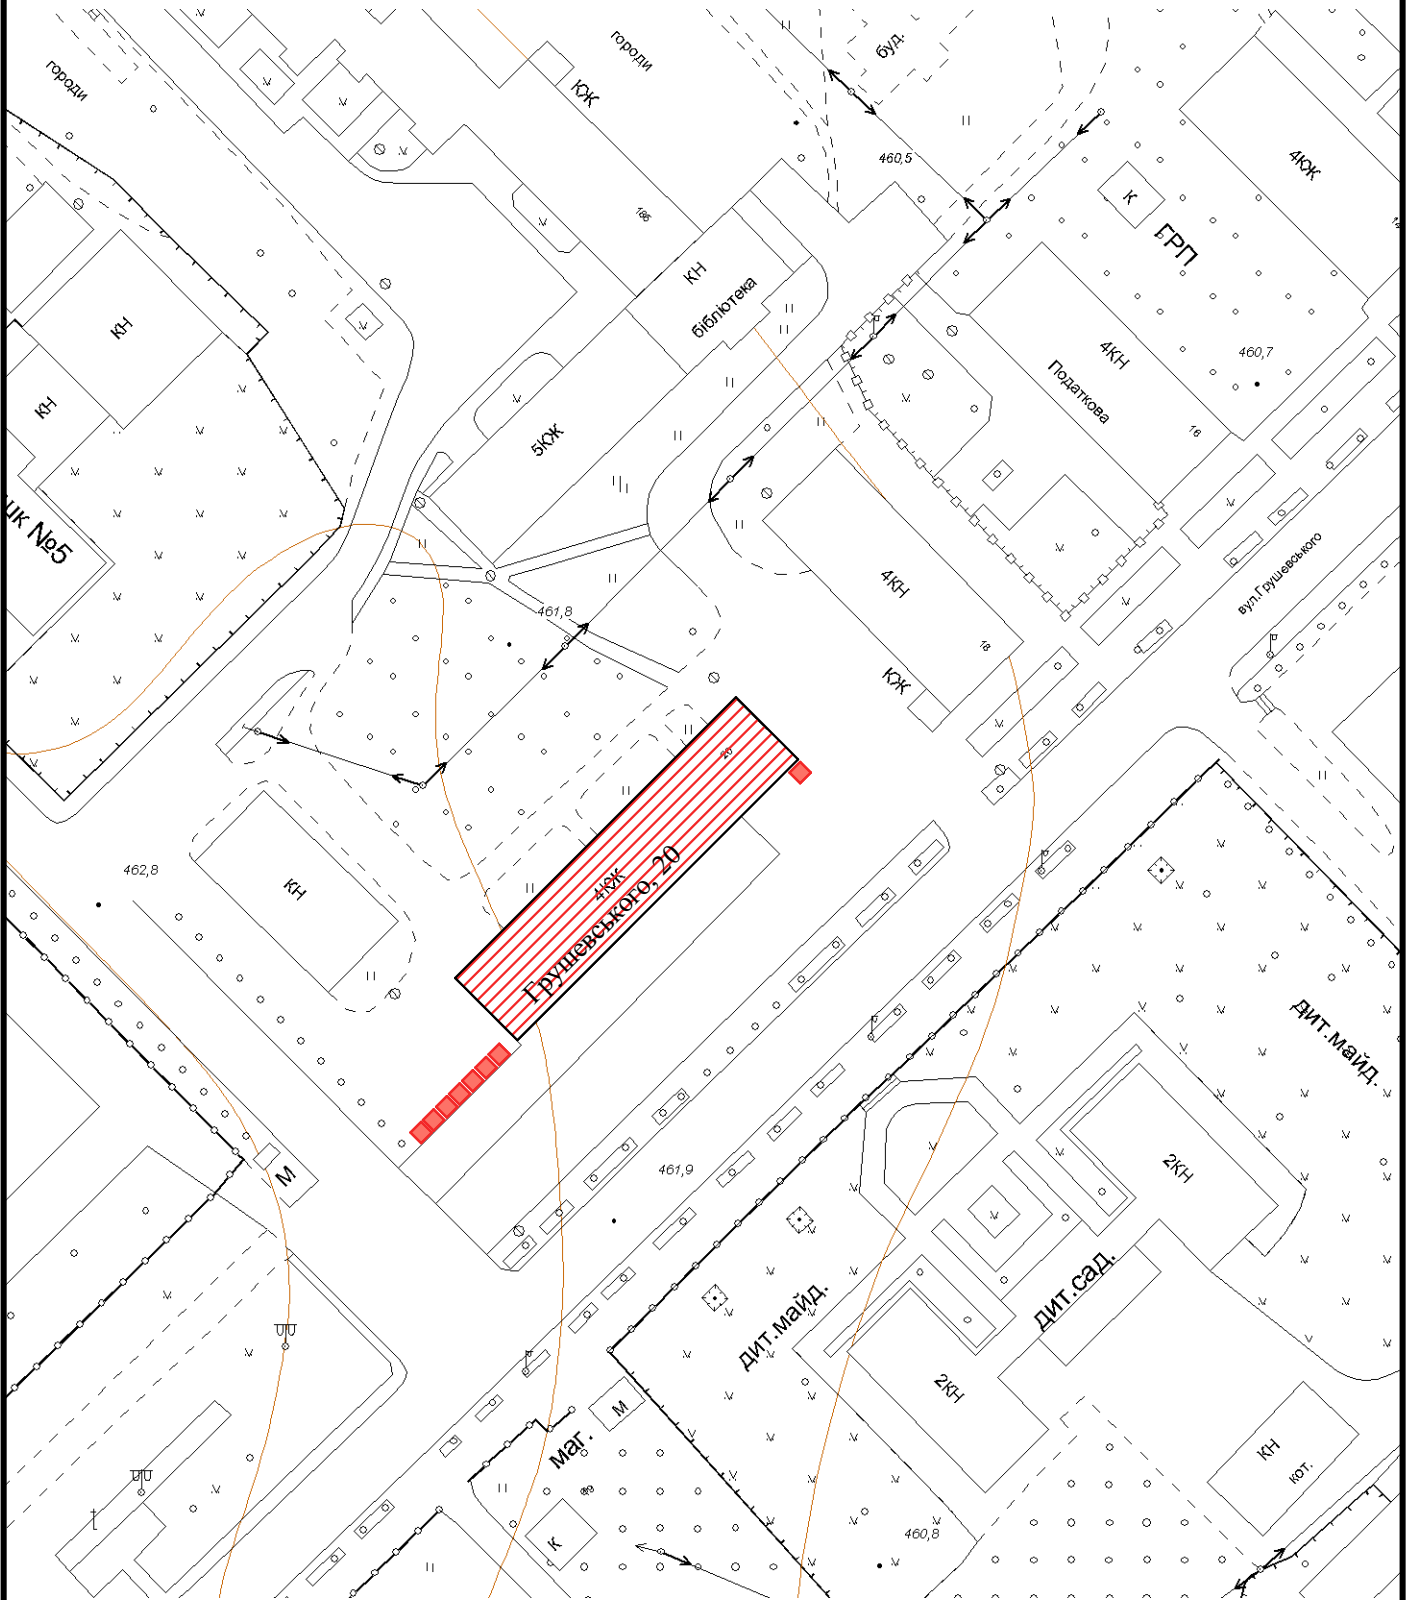 городи
городи
буд.
КЖ
460,5
4КЖ
К
ГРП
186
КН
бібліотека
КН
4КН
460,7
Податкова
16
КН
5КЖ
№5
вул.Грушевського
4КН
461,8
18
КЖ
20
462,8
КН
4КЖ
Грушевського, 20
дит.майд.
461,9
М
2КН
дит.сад.
дит.майд.
2КН
М
маг.
КН
кот.
К
460,8